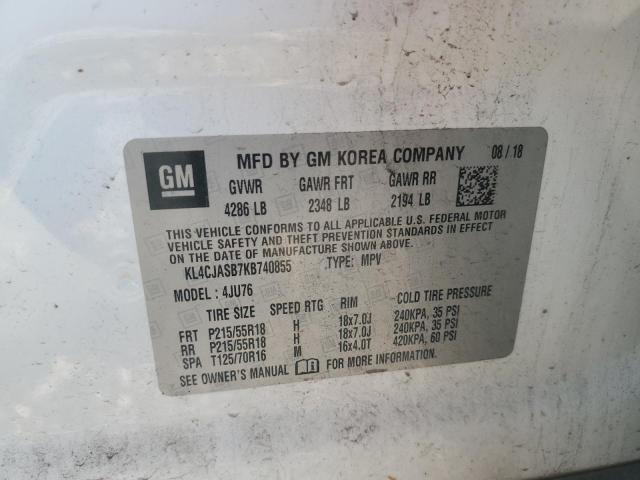 GM MFD BY GM KOREA COMPANY 08/18
GVWR GAWR FRT GAWR RR
4286 LB 2348 LB 2194 LB
THIS VEHICLE CONFORMS TO ALL APPLICABLE U.S. FEDERAL MOTOR
VEHICLE SAFETY AND THEFT PREVENTION STANDARDS IN EFFECT ON
THE DATE OF MANUFACTURE SHOWN ABOVE.
KL4CJASB7KB740855 TYPE: MPV
MODEL : 4JU76
TIRE SIZE SPEED RTG RIM COLD TIRE PRESSURE
FRT P215/55R18 H 18x7.0J 240KPA, 35 PSI
RR P215/55R18 H 18x7.0J 240KPA, 35 PSI
SPA T125/70R16 M 16x4.0T 420KPA, 60 PSI
SEE OWNER'S MANUAL FOR MORE INFORMATION.